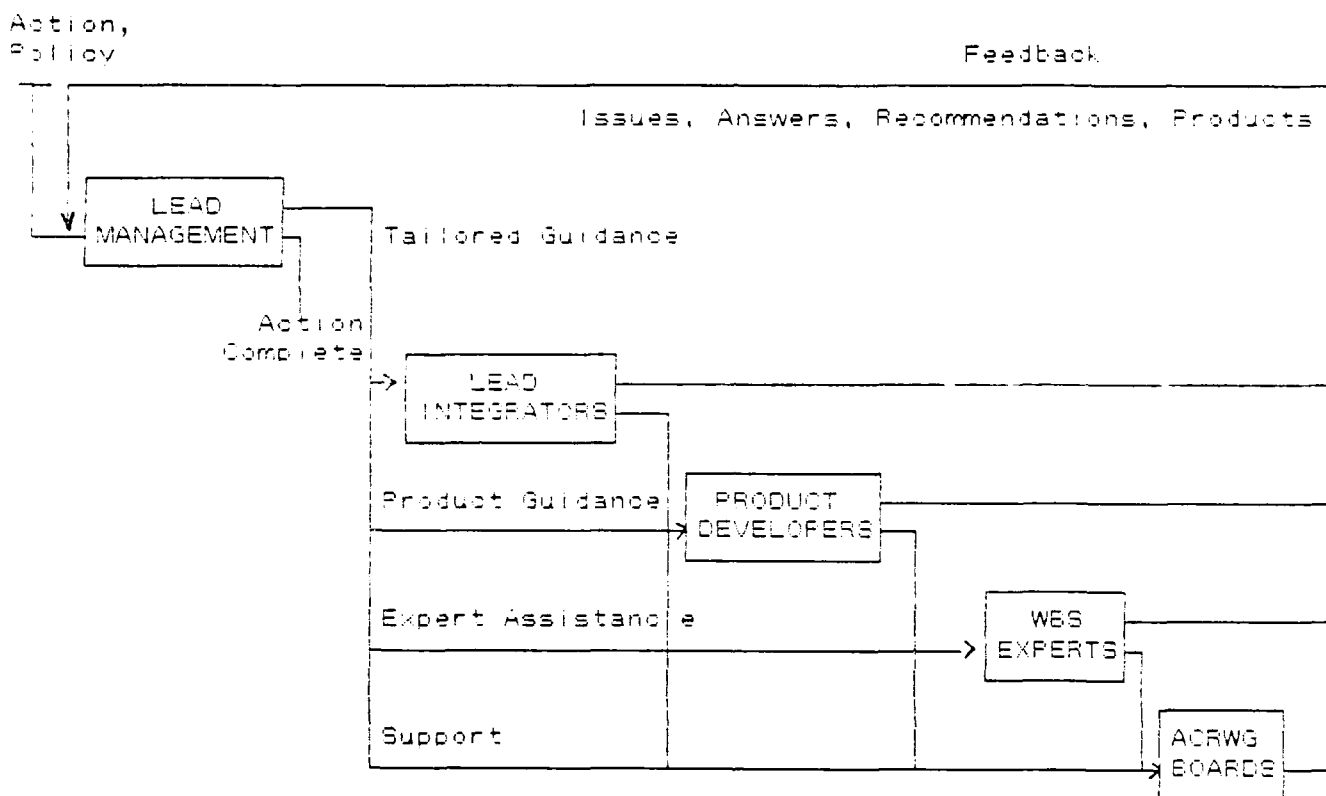 Action,
Policy
Feedback
Issues, Answers, Recommendations, Products
LEAD
MANAGEMENT
Tailored Guidance
Action
Complete
LEAD
INTEGRATORS
Product Guidance
PRODUCT
DEVELOPERS
Expert Assistance
WBS
EXPERTS
Support
ACRWG
BOARDS